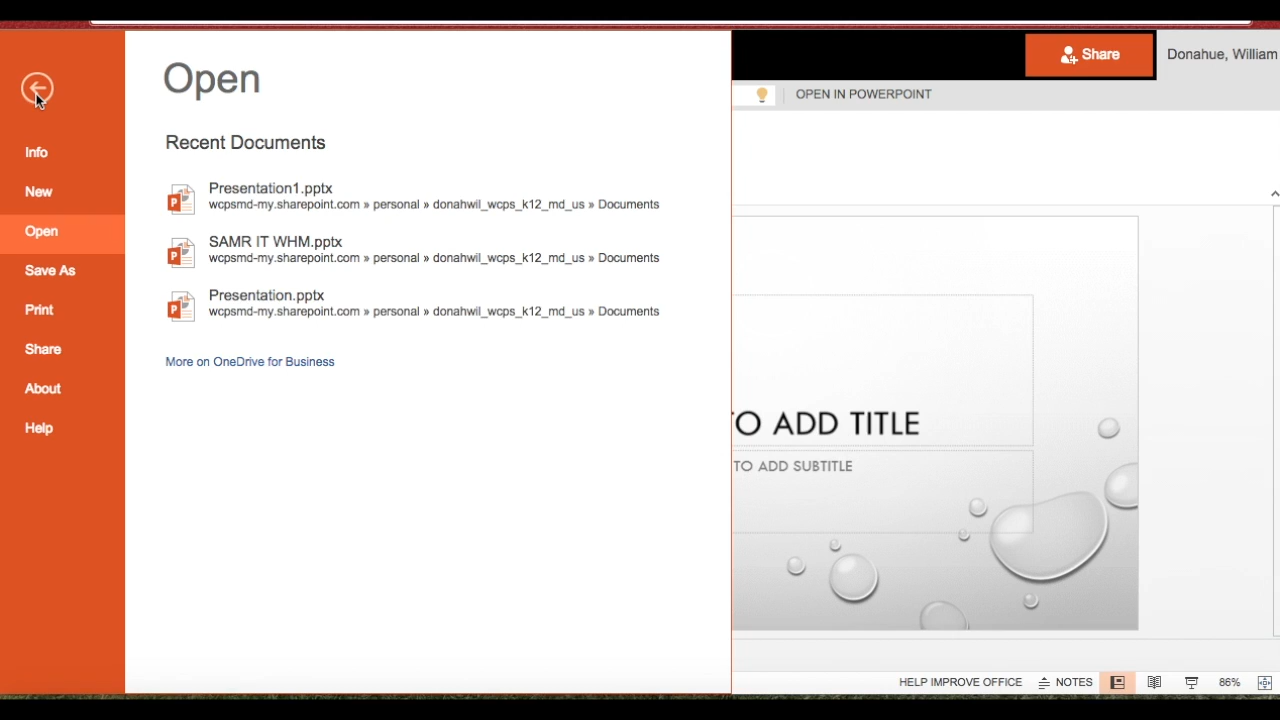 Share
Donahue, William
OPEN IN POWERPOINT
Open
Info
New
Open
Save As
Print
Share
About
Help
Recent Documents
Presentation1.pptx
wcpsmd-my.sharepoint.com » personal » donahwil_wcps_k12_md_us » Documents
SAMR IT WHM.pptx
wcpsmd-my.sharepoint.com » personal » donahwil_wcps_k12_md_us » Documents
Presentation.pptx
wcpsmd-my.sharepoint.com » personal » donahwil_wcps_k12_md_us » Documents
More on OneDrive for Business
TO ADD TITLE
TO ADD SUBTITLE
HELP IMPROVE OFFICE NOTES 86%